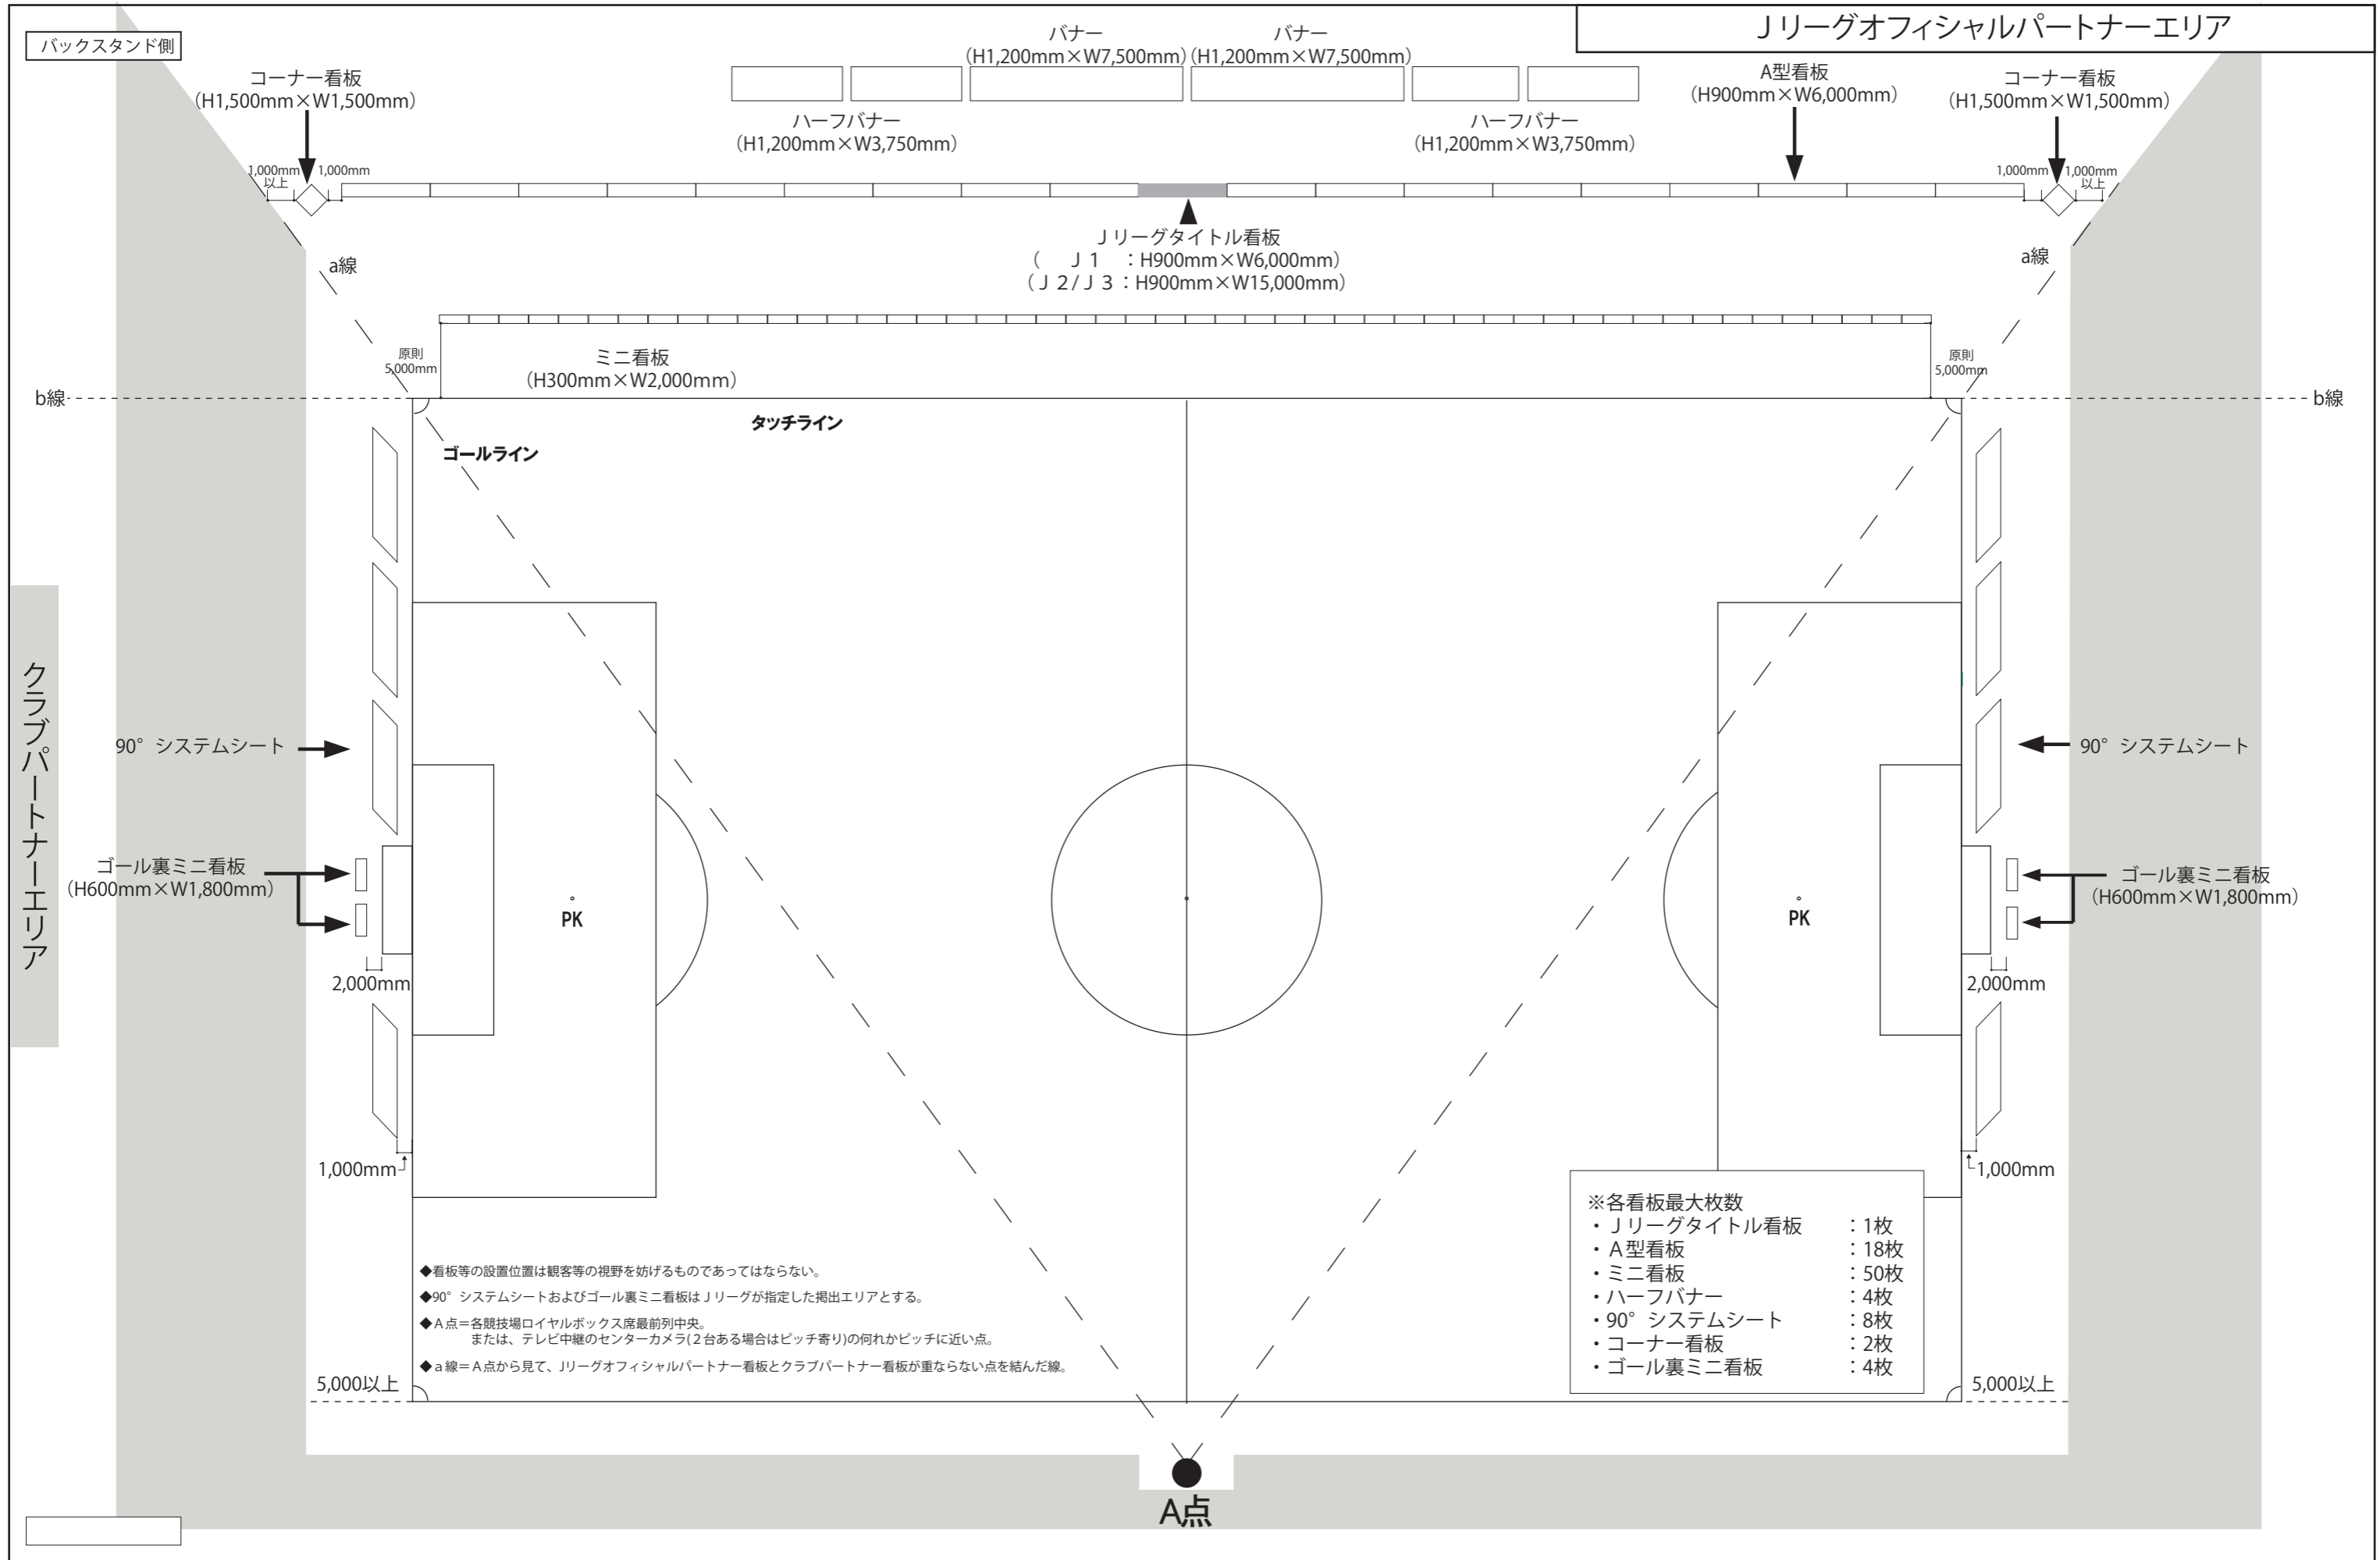 Ｊリーグオフィシャルパートナーエリア
バックスタンド側
バナー
(H1,200mm×W7,500mm)
バナー
(H1,200mm×W7,500mm)
コーナー看板
（H1,500mm×W1,500mm）
A型看板
（H900mm×W6,000mm）
コーナー看板
（H1,500mm×W1,500mm）
ハーフバナー
（H1,200mm×W3,750mm）
ハーフバナー
（H1,200mm×W3,750mm）
1,000mm
以上
1,000mm
1,000mm
1,000mm
以上
Ｊリーグタイトル看板
（　Ｊ１　：H900mm×W6,000mm）
（Ｊ２/Ｊ３：H900mm×W15,000mm）
a線
a線
原則
5,000mm
ミニ看板
（H300mm×W2,000mm）
原則
5,000mm
b線
b線
タッチライン
ゴールライン
クラブパートナーエリア
90°システムシート
90°システムシート
ゴール裏ミニ看板
（H600mm×W1,800mm）
ゴール裏ミニ看板
（H600mm×W1,800mm）
PK
PK
2,000mm
2,000mm
1,000mm
1,000mm
※各看板最大枚数
・Ｊリーグタイトル看板　：1枚
・Ａ型看板　：18枚
・ミニ看板　：50枚
・ハーフバナー　：4枚
・90°システムシート　：8枚
・コーナー看板　：2枚
・ゴール裏ミニ看板　：4枚
◆看板等の設置位置は観客等の視野を妨げるものであってはならない。
◆90°システムシートおよびゴール裏ミニ看板はＪリーグが指定した掲出エリアとする。
◆Ａ点＝各競技場ロイヤルボックス席最前列中央。
または、テレビ中継のセンターカメラ(２台ある場合はピッチ寄り)の何れかピッチに近い点。
◆ａ線＝Ａ点から見て、Jリーグオフィシャルパートナー看板とクラブパートナー看板が重ならない点を結んだ線。
5,000以上
5,000以上
A点